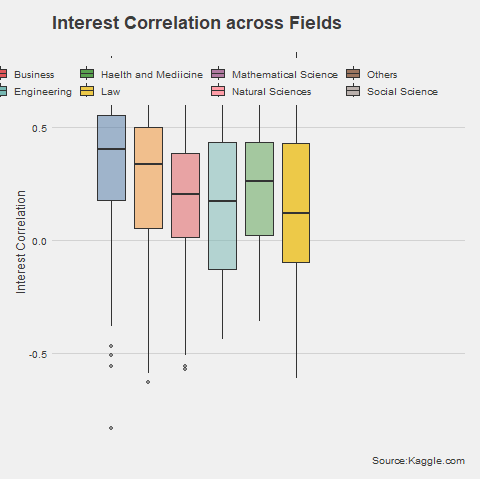 Interest Correlation across Fields
Business Haelth and Mediicine Mathematical Science Others
Engineering Law Natural Sciences Social Science
0.5
0.0
-0.5
Interest Correlation
Source:Kaggle.com